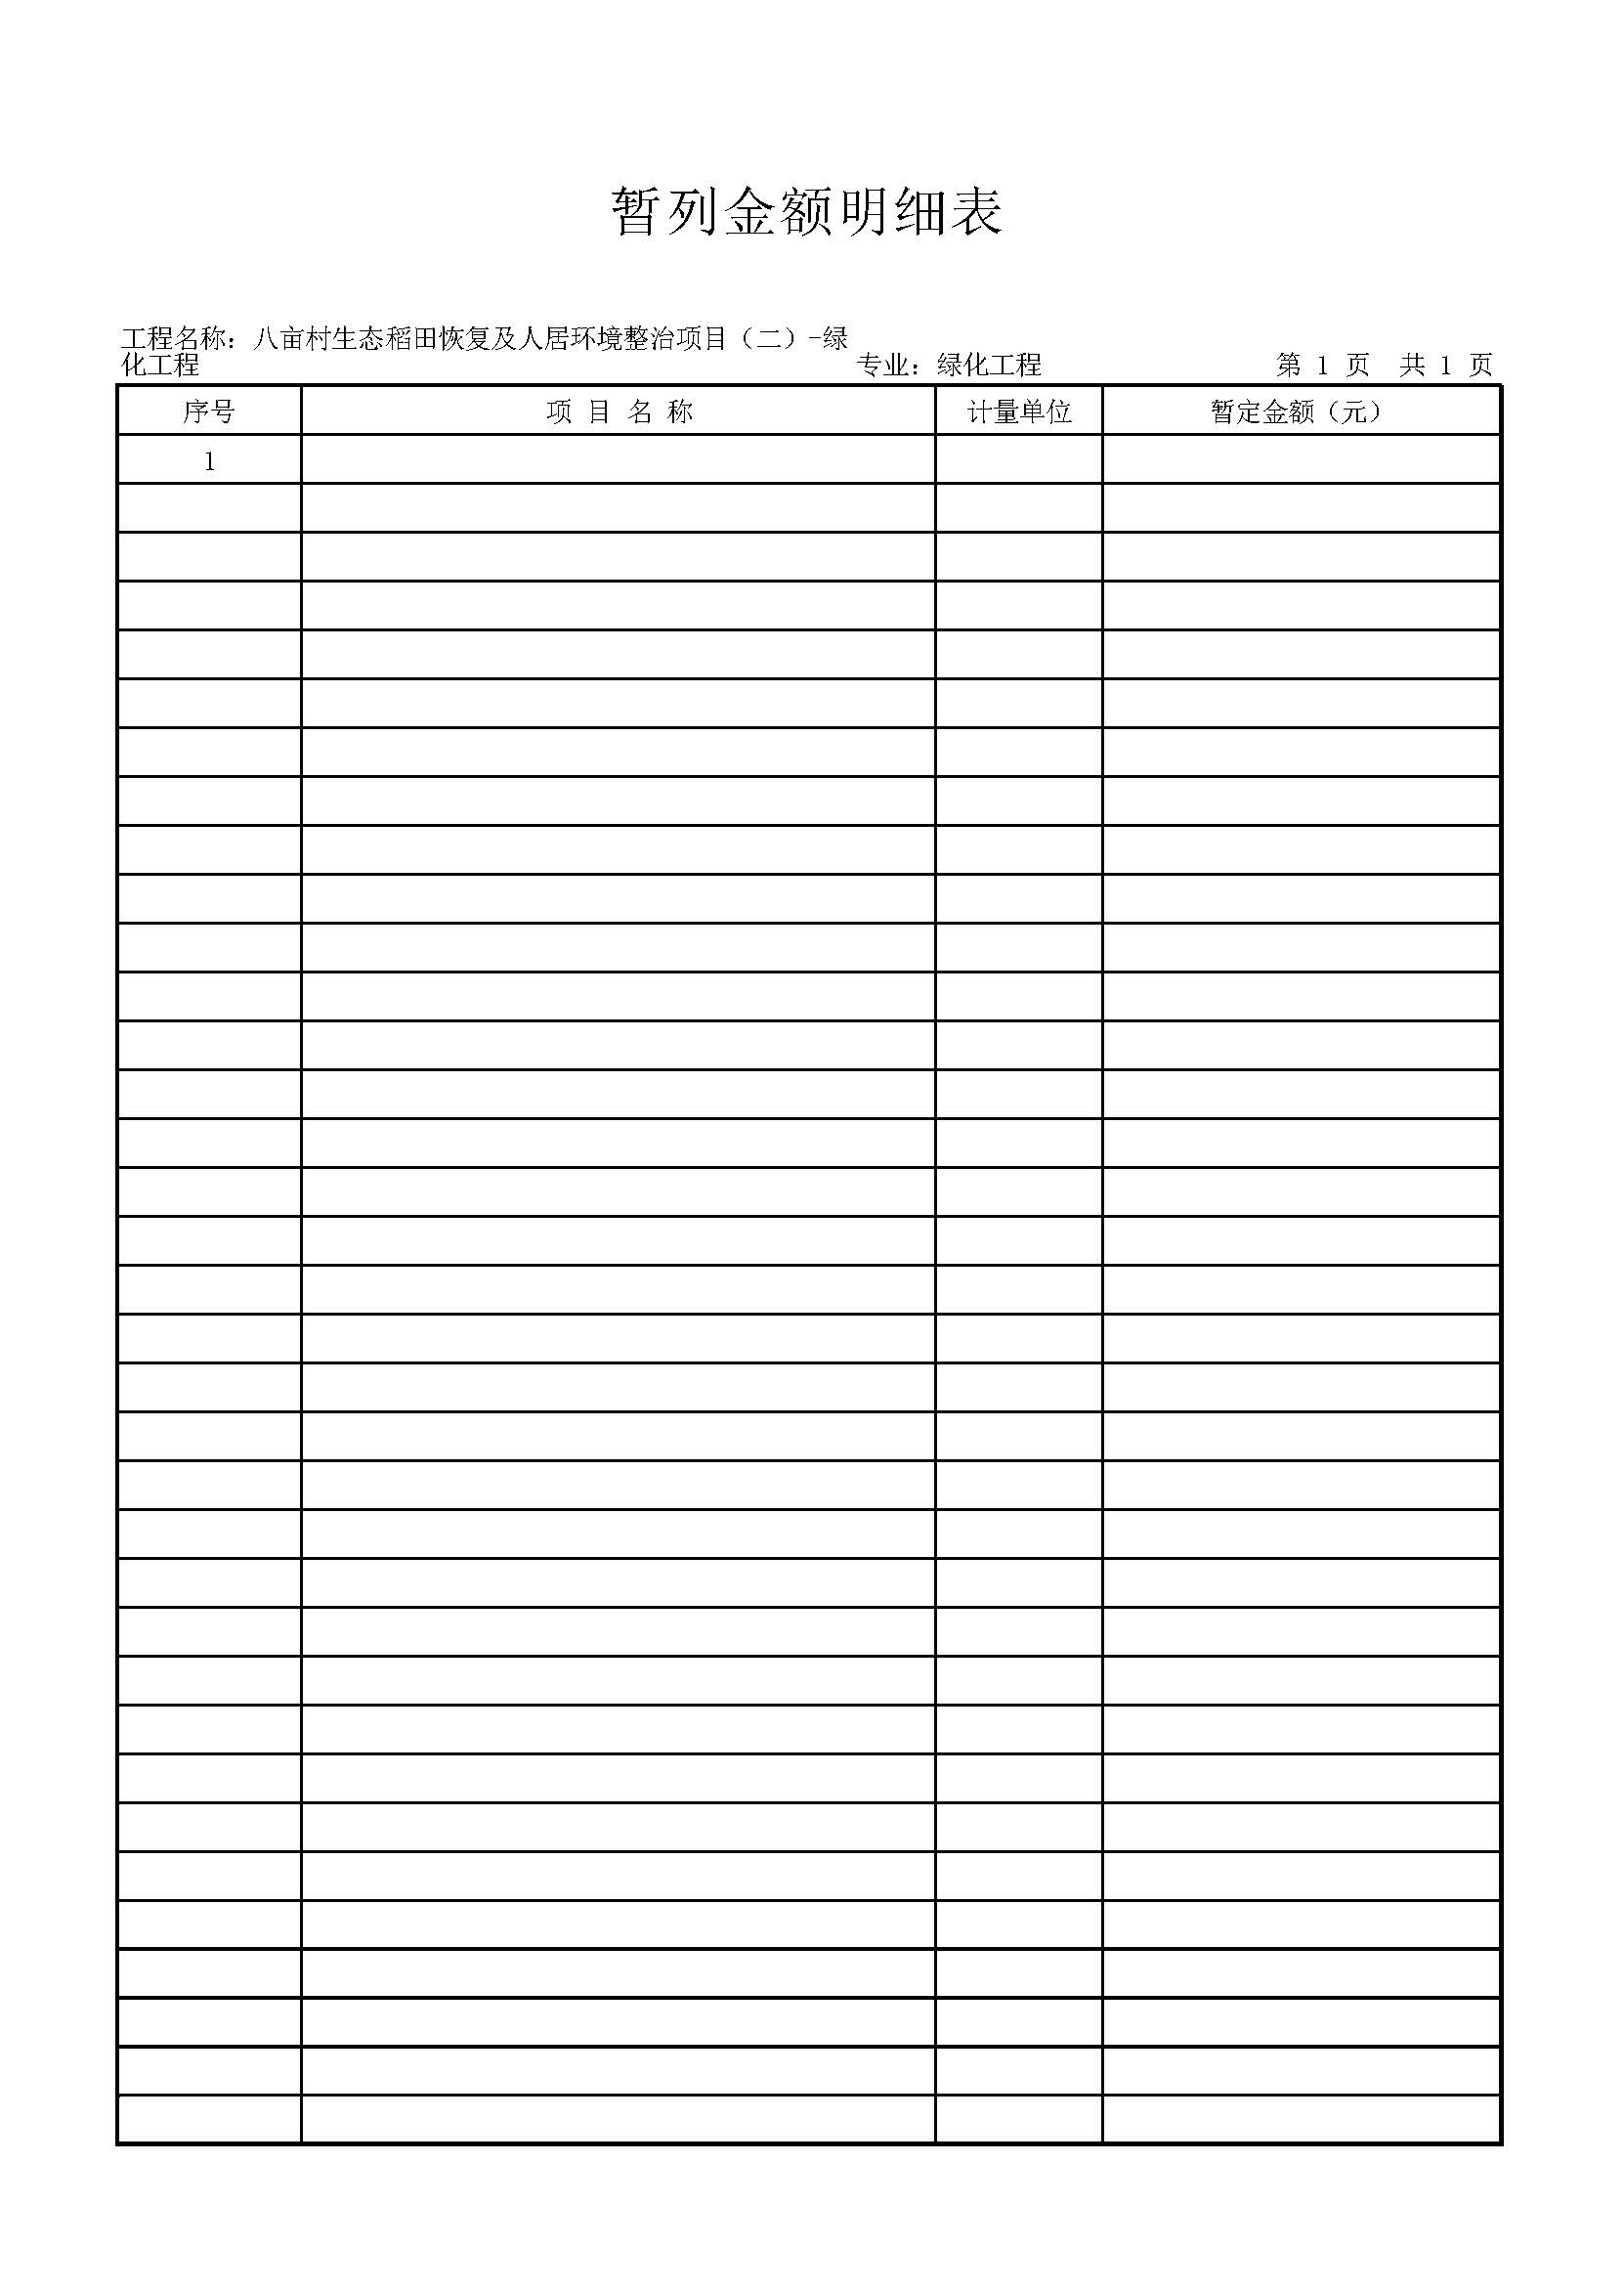 暂列金额明细表
工程名称：八亩村生态稻田恢复及人居环境整治项目（二）-绿
化工程 专业：绿化工程 第 1 页 共 1 页
序号 项 目 名 称 计量单位 暂定金额（元）
1